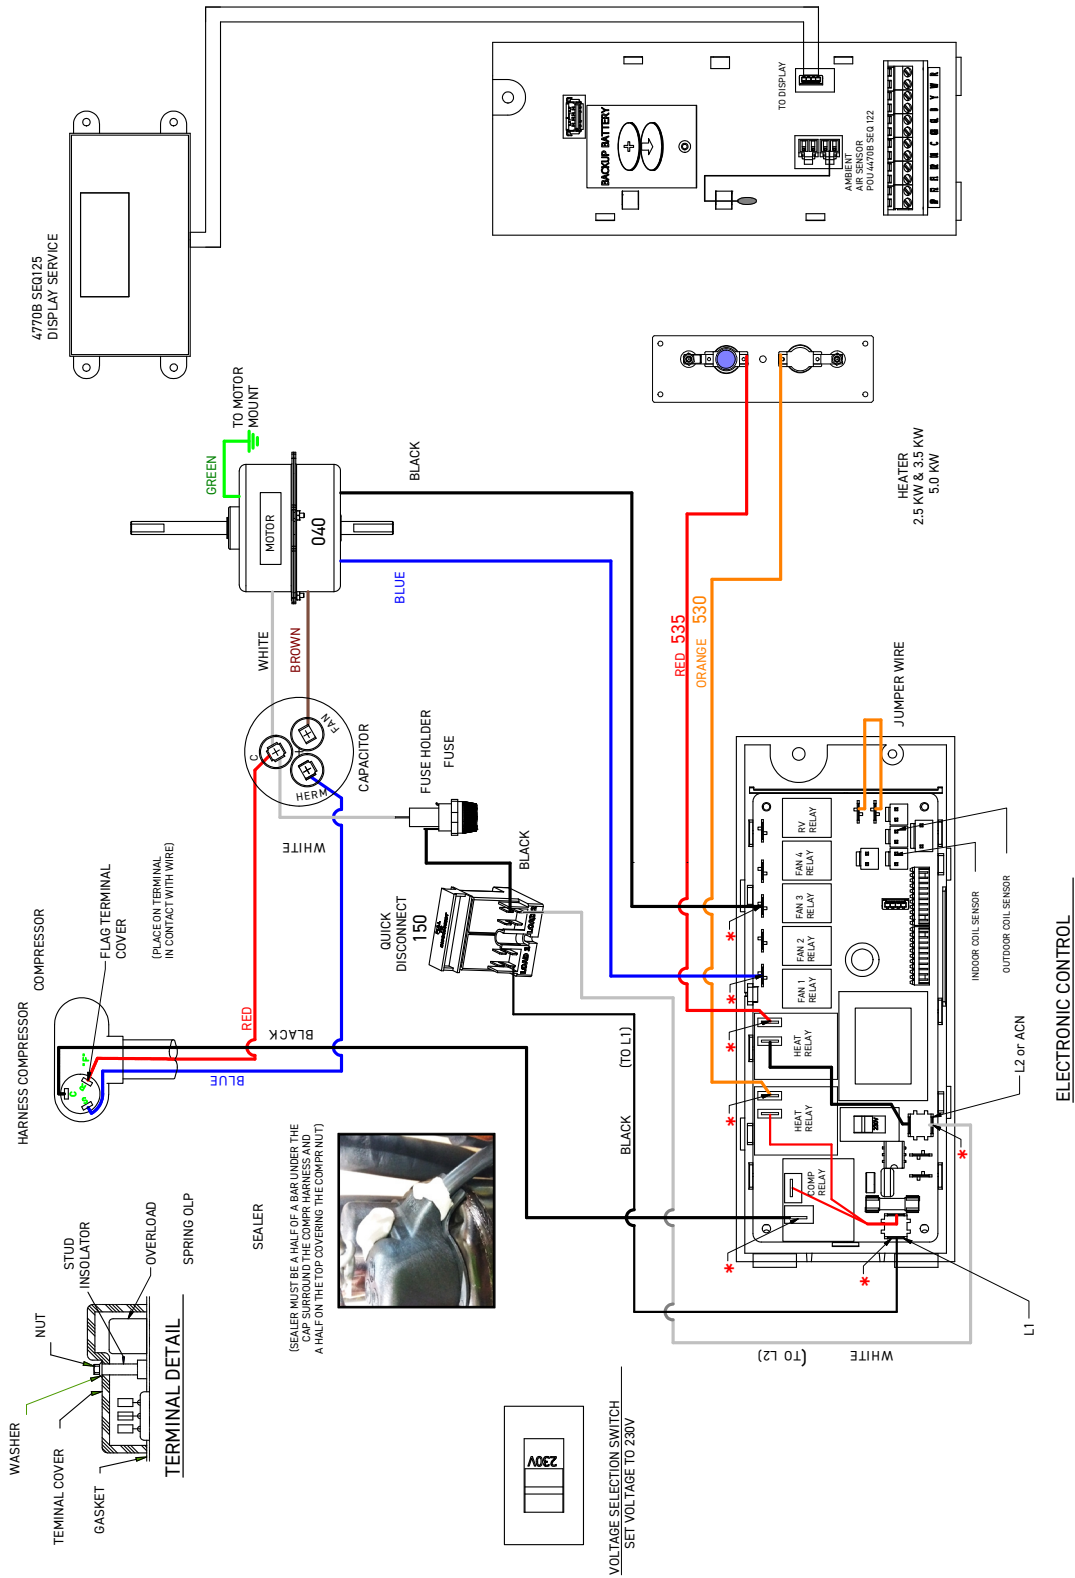 4770B SEQ125
DISPLAY SERVICE
TO DISPLAY
BACKUP BATTERY
+
AMBIENT
AIR SENSOR
POU 4470B SEQ 122
GREEN
TO MOTOR
MOUNT
MOTOR
040
BLACK
BLUE
WHITE
BROWN
C
FAN
HERM
CAPACITOR
WHITE
FUSE HOLDER
FUSE
BLACK
QUICK
DISCONNECT
150
LOAD 1
LOAD 2
HEATER
2.5 KW & 3.5 KW
5.0 KW
RED 535
ORANGE 530
JUMPER WIRE
HARNESS COMPRESSOR
COMPRESSOR
FLAG TERMINAL
COVER
(PLACE ON TERMINAL
IN CONTACT WITH WIRE)
C
"F"
RED
BLACK
BLUE
RV
RELAY
FAN 4
RELAY
FAN 3
RELAY
FAN 2
RELAY
FAN 1
RELAY
HEAT
RELAY
HEAT
RELAY
COMP
RELAY
230V
INDOOR COIL SENSOR
OUTDOOR COIL SENSOR
L2 or ACN
L1
ELECTRONIC CONTROL
(TO L1)
BLACK
(TO L2)
WHITE
SEALER
(SEALER MUST BE A HALF OF A BAR UNDER THE
CAP SURROUND THE COMPR HARNESS AND
A HALF ON THE TOP COVERING THE COMPR NUT)
NUT
STUD
INSOLATOR
OVERLOAD
SPRING OLP
WASHER
TEMINAL COVER
GASKET
TERMINAL DETAIL
230V
VOLTAGE SELECTION SWITCH
SET VOLTAGE TO 230V